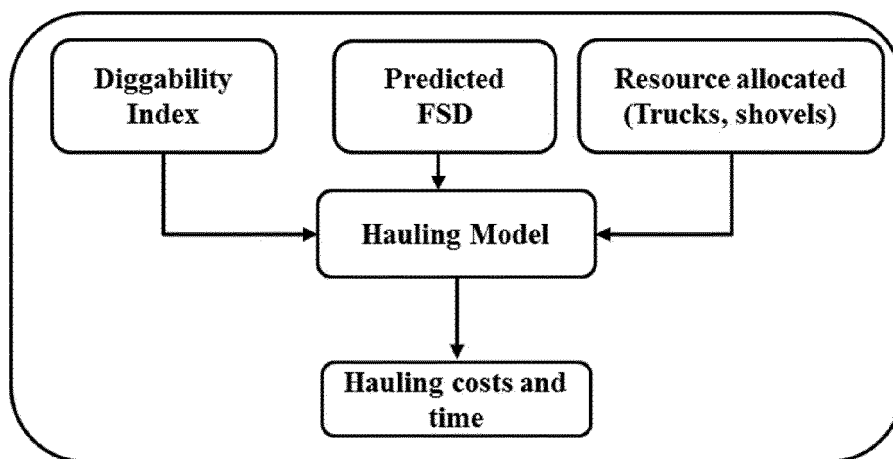 Diggability
Index
Predicted
FSD
Resource allocated
(Trucks, shovels)
Hauling Model
Hauling costs and
time